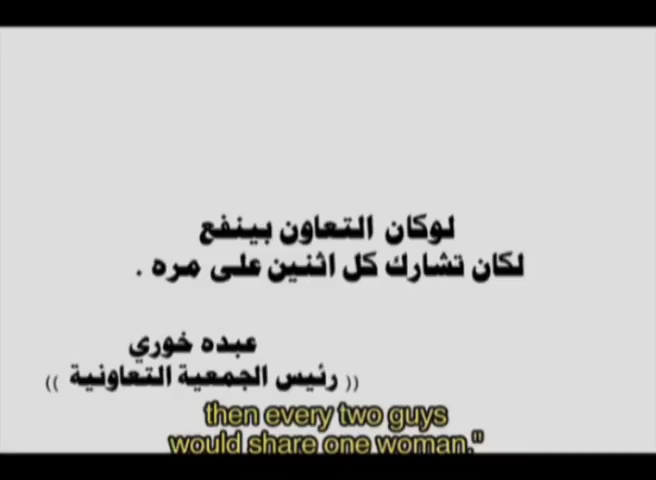 لوكان التعاون بينفع
لكان تشارك كل اثنين على مره .
عبده خوري
(( رئيس الجمعية التعاونية ))
then every two guys
would share one woman."